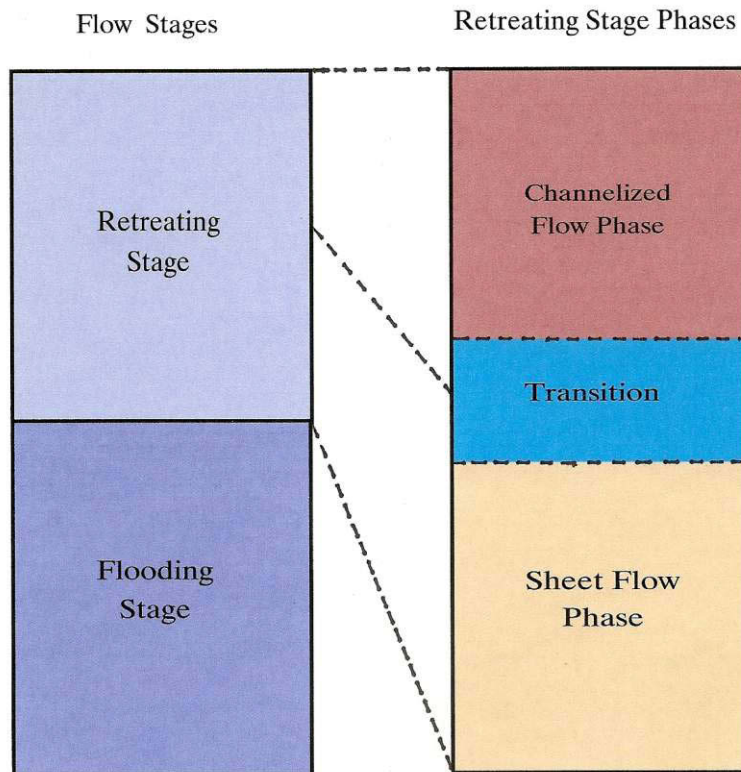 Flow Stages
Retreating Stage Phases
Retreating
Stage
Flooding
Stage
Channelized
Flow Phase
Transition
Sheet Flow
Phase